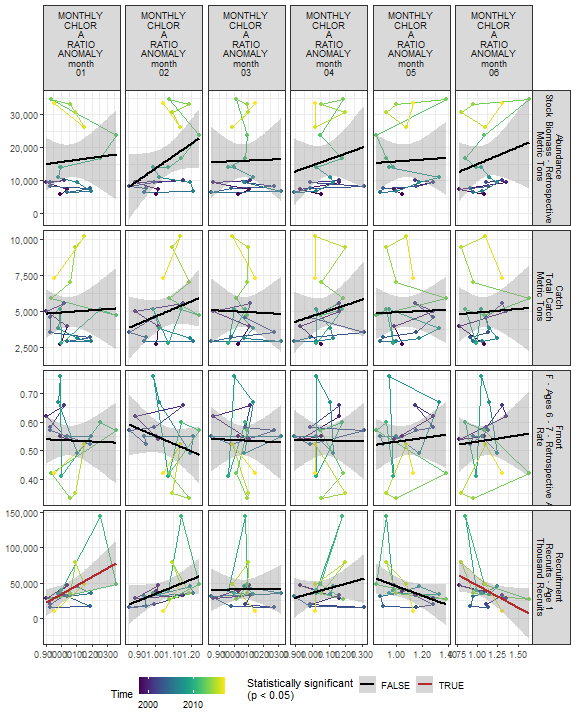 MONTHLY MONTHLY MONTHLY MONTHLY MONTHLY MONTHLY
CHLOR CHLOR CHLOR CHLOR CHLOR CHLOR
A A A A A A
RATIO RATIO RATIO RATIO RATIO RATIO
ANOMALY ANOMALY ANOMALY ANOMALY ANOMALY ANOMALY
month month month month month month
01 02 03 04 05 06
30,000
20,000
10,000
0
Abundance
Stock Biomass - Retrospective
Metric Tons
10,000
7,500
5,000
2,500
Catch
Total Catch
Metric Tons
0.70
0.60
0.50
0.40
Fmort
F - Ages 6 - 7 - Retrospective
Rate
150,000
100,000
50,000
0
Recruitment
Recruits - Age 1
Thousand Recruits
1.00 1.20
1.00 1.25 1.50
Time
2000 2010
Statistically significant
(p < 0.05)
FALSE TRUE